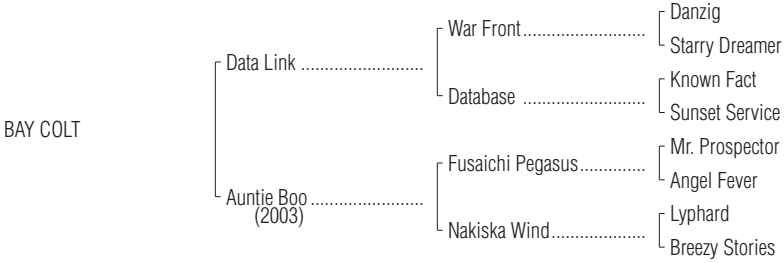 Danzig
War Front.........................
Starry Dreamer
Data Link .........................
Known Fact
Database .........................
Sunset Service
BAY COLT
Mr. Prospector
Fusaichi Pegasus..............
Angel Fever
Auntie Boo .......................
(2003)
Lyphard
Nakiska Wind....................
Breezy Stories